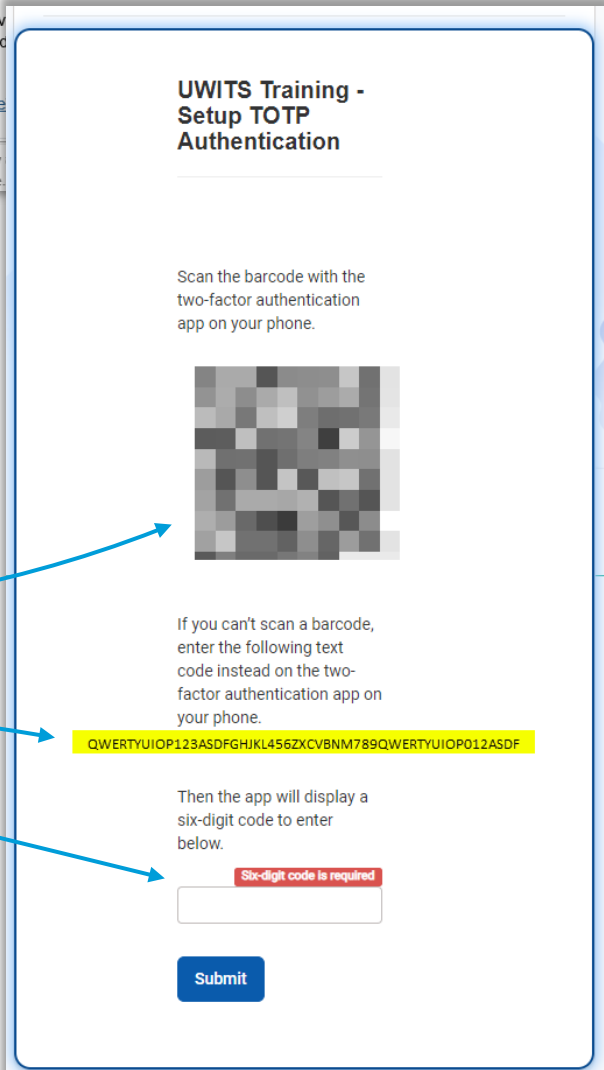 UWITS Training -
Setup TOTP
Authentication
Scan the barcode with the
two-factor authentication
app on your phone.
If you can't scan a barcode,
enter the following text
code instead on the two-
factor authentication app on
your phone.
QWERTYUIOP123ASDFGHJKL456ZXCVBNM789QWERTYUIOP012ASDF
Then the app will display a
six-digit code to enter
below.
Six-digit code is required
Submit